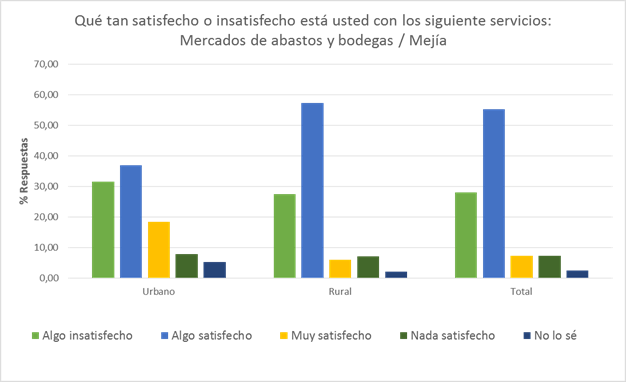 Qué tan satisfecho o insatisfecho está usted con los siguiente servicios:
Mercados de abastos y bodegas / Mejía
70,00
60,00
50,00
40,00
30,00
20,00
10,00
0,00
% Respuestas
Urbano Rural Total
Algo insatisfecho Algo satisfecho Muy satisfecho Nada satisfecho No lo sé